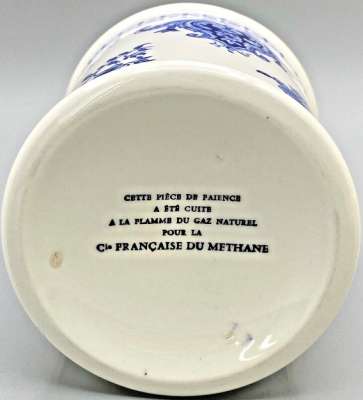 CETTE PIÈCE DE FAIENCE
A ÉTÉ CUITE
A LA FLAMME DU GAZ NATUREL
POUR LA
Cie FRANÇAISE DU METHANE